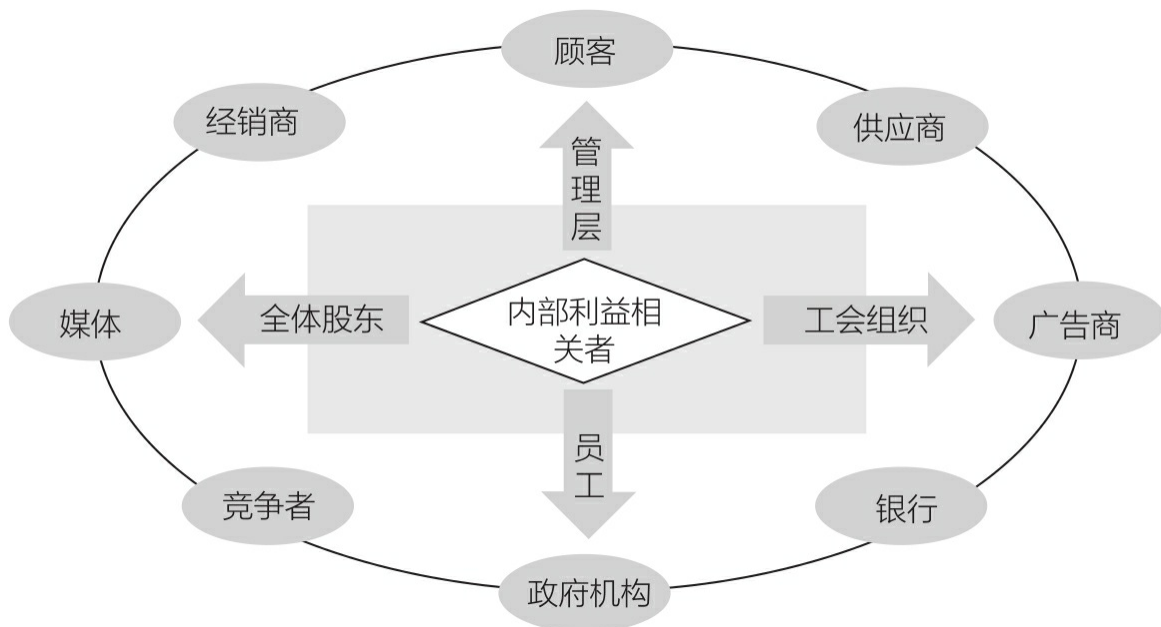 顾客
经销商
供应商
管理层
媒体
全体股东
内部利益相
关者
工会组织
广告商
员工
竞争者
银行
政府机构